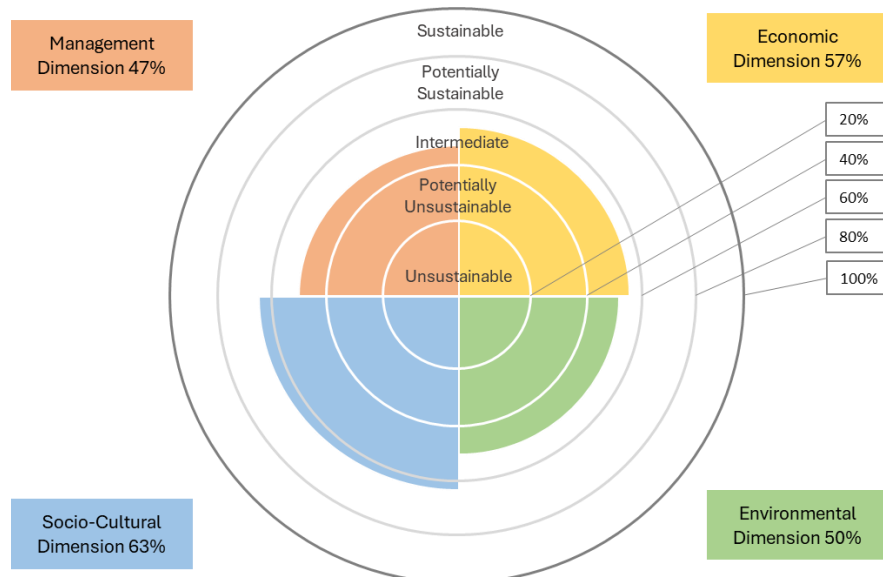 Management
Dimension 47%
Sustainable
Economic
Dimension 57%
Potentially
Sustainable
20%
Intermediate
40%
Potentially
Unsustainable
60%
80%
Unsustainable
100%
Socio-Cultural
Dimension 63%
Environmental
Dimension 50%